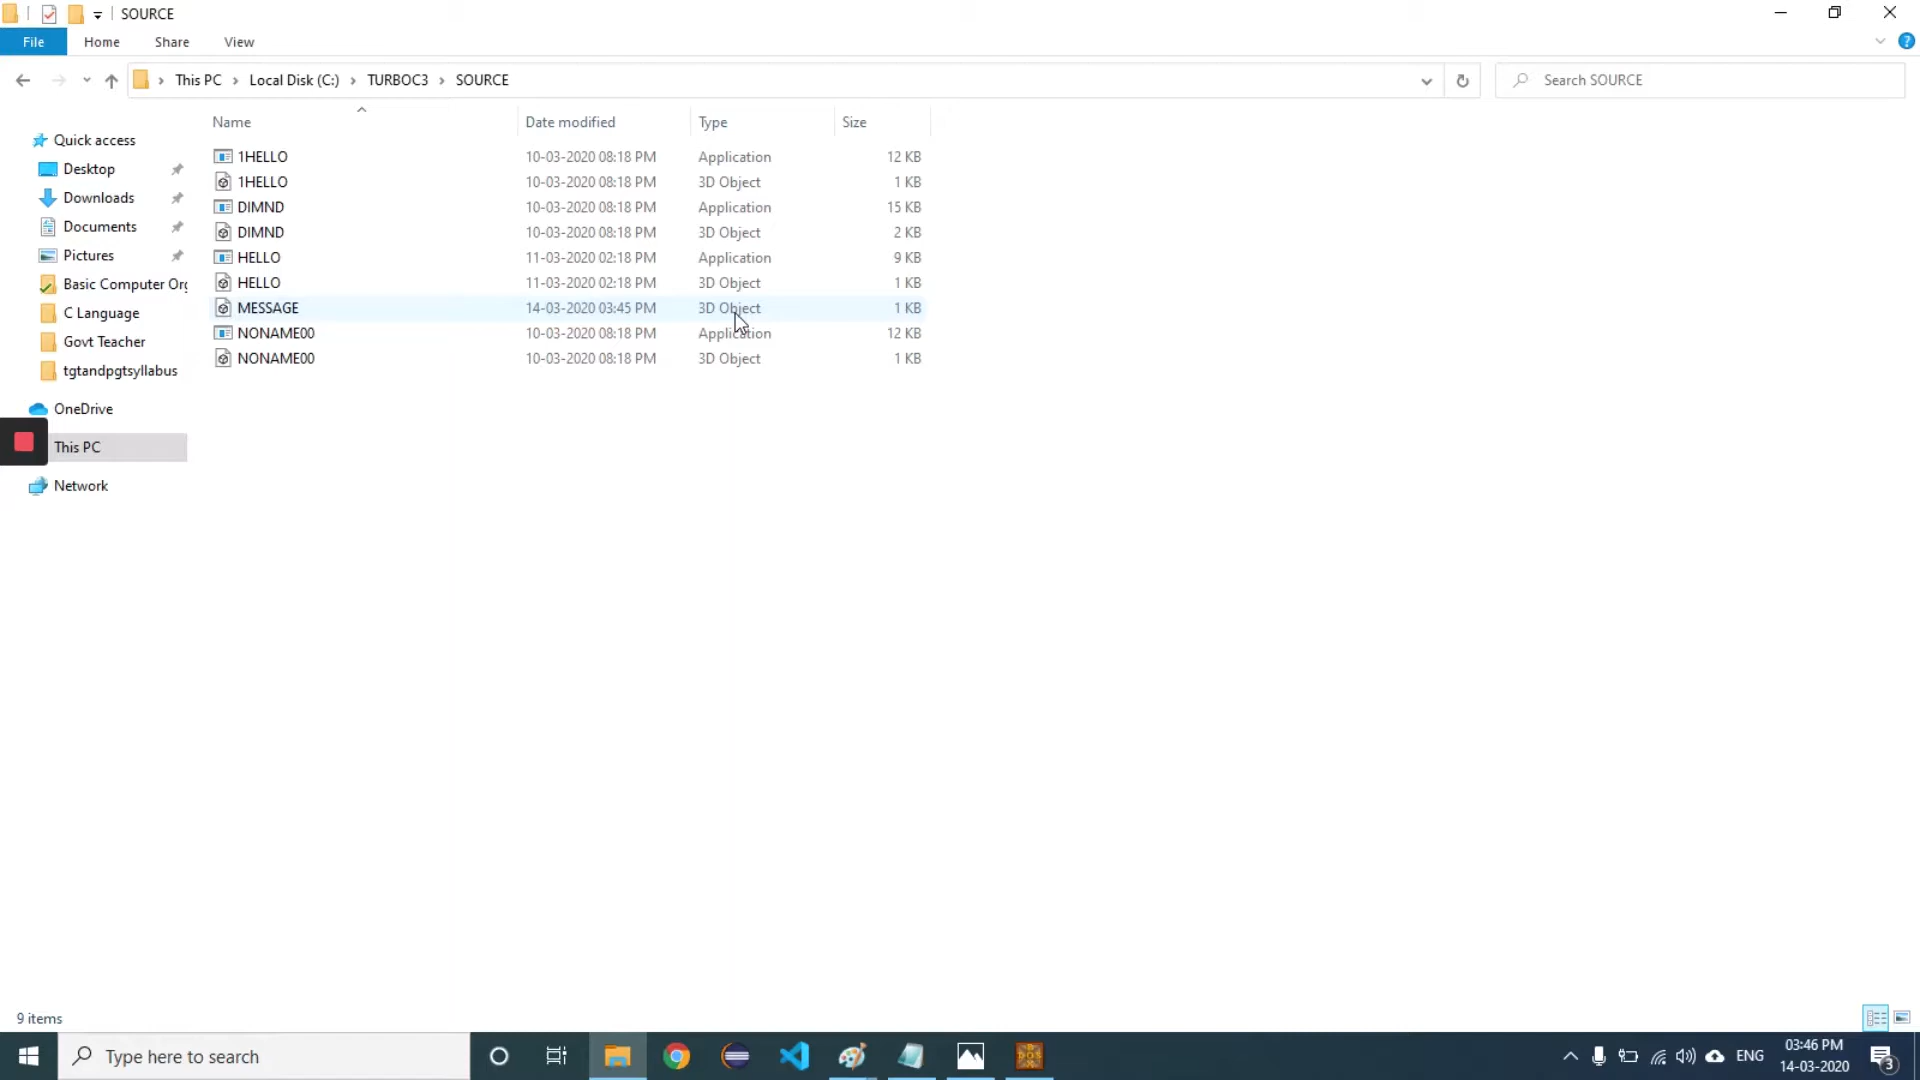 SOURCE
File Home Share View
This PC Local Disk (C:) TURBOC3 SOURCE
Search SOURCE
Name Date modified Type Size
Quick access
Desktop
Downloads
Documents
Pictures
Basic Computer Org
C Language
Govt Teacher
tgtandpgtsyllabus
OneDrive
This PC
Network
1HELLO 10-03-2020 08:18 PM Application 12 KB
1HELLO 10-03-2020 08:18 PM 3D Object 1 KB
DIMND 10-03-2020 08:18 PM Application 15 KB
DIMND 10-03-2020 08:18 PM 3D Object 2 KB
HELLO 11-03-2020 02:18 PM Application 9 KB
HELLO 11-03-2020 02:18 PM 3D Object 1 KB
MESSAGE 14-03-2020 03:45 PM 3D Object 1 KB
NONAME00 10-03-2020 08:18 PM Application 12 KB
NONAME00 10-03-2020 08:18 PM 3D Object 1 KB
9 items
Type here to search
DOS
ENG
03:46 PM
14-03-2020
3